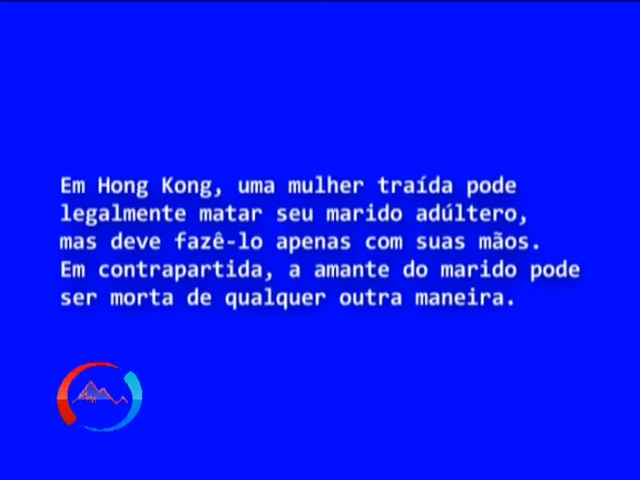 Em Hong Kong, uma mulher traída pode
legalmente matar seu marido adúltero,
mas deve fazê-lo apenas com suas mãos.
Em contrapartida, a amante do marido pode
ser morta de qualquer outra maneira.